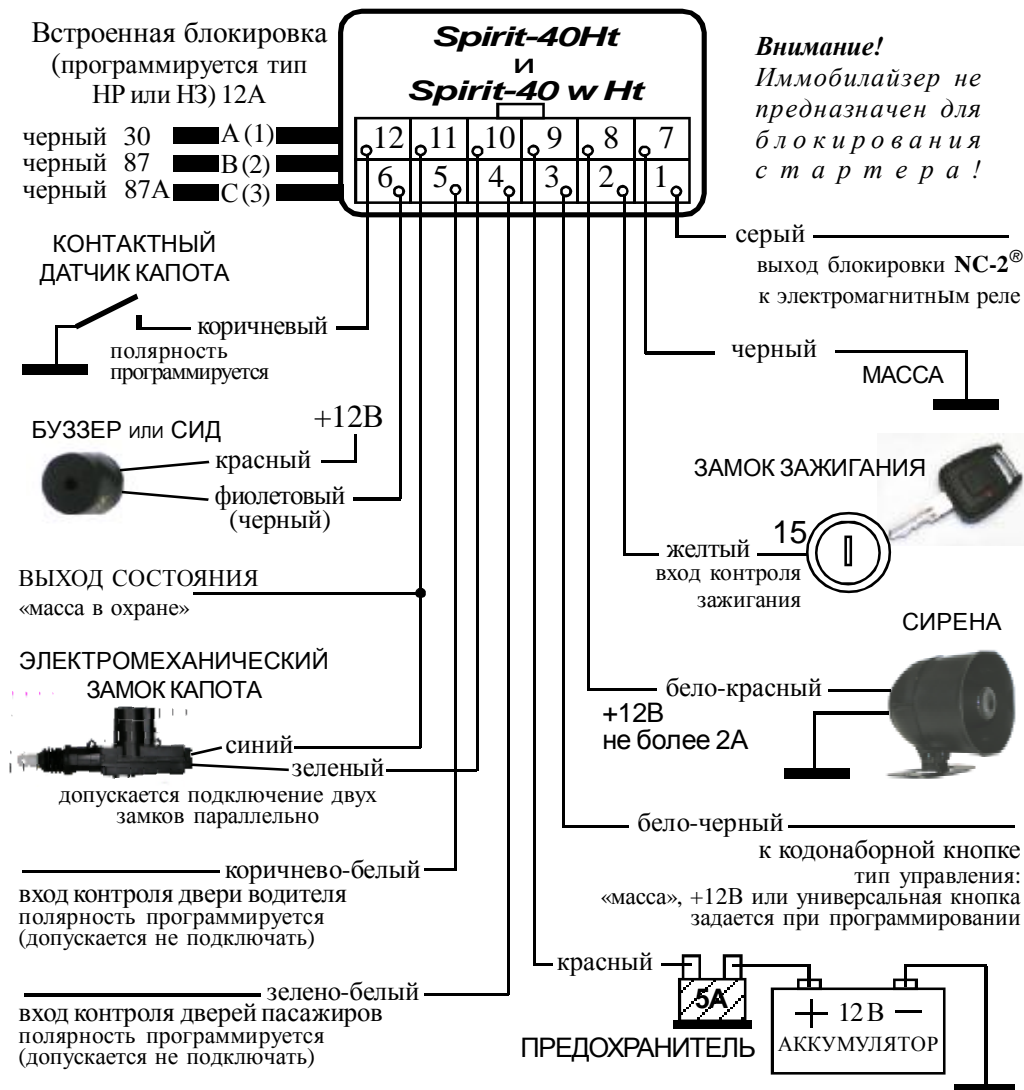 Встроенная блокировка
(программируется тип
НР или НЗ) 12А
черный 30 A (1)
черный 87 B (2)
черный 87А C (3)
Spirit-40Ht
и
Spirit-40 w Ht
12 11 10 9 8 7
6 5 4 3 2 1
Внимание!
Иммобилайзер не
предназначен для
блокирования
стартера!
КОНТАКТНЫЙ
ДАТЧИК КАПОТА
коричневый
полярность
программируется
серый
выход блокировки NC-2®
к электромагнитным реле
черный
МАССА
БУЗЗЕР или СИД
+12В
красный
фиолетовый
(черный)
ЗАМОК ЗАЖИГАНИЯ
15
желтый
вход контроля
зажигания
ВЫХОД СОСТОЯНИЯ
«масса в охране»
СИРЕНА
бело-красный
+12В
не более 2А
ЭЛЕКТРОМЕХАНИЧЕСКИЙ
ЗАМОК КАПОТА
синий
зеленый
допускается подключение двух
замков параллельно
бело-черный
к кодонаборной кнопке
тип управления:
«масса», +12В или универсальная кнопка
задается при программировании
коричнево-белый
вход контроля двери водителя
полярность программируется
(допускается не подключать)
зелено-белый
вход контроля дверей пасажиров
полярность программируется
(допускается не подключать)
красный
5А
ПРЕДОХРАНИТЕЛЬ
+ 12 В –
АККУМУЛЯТОР